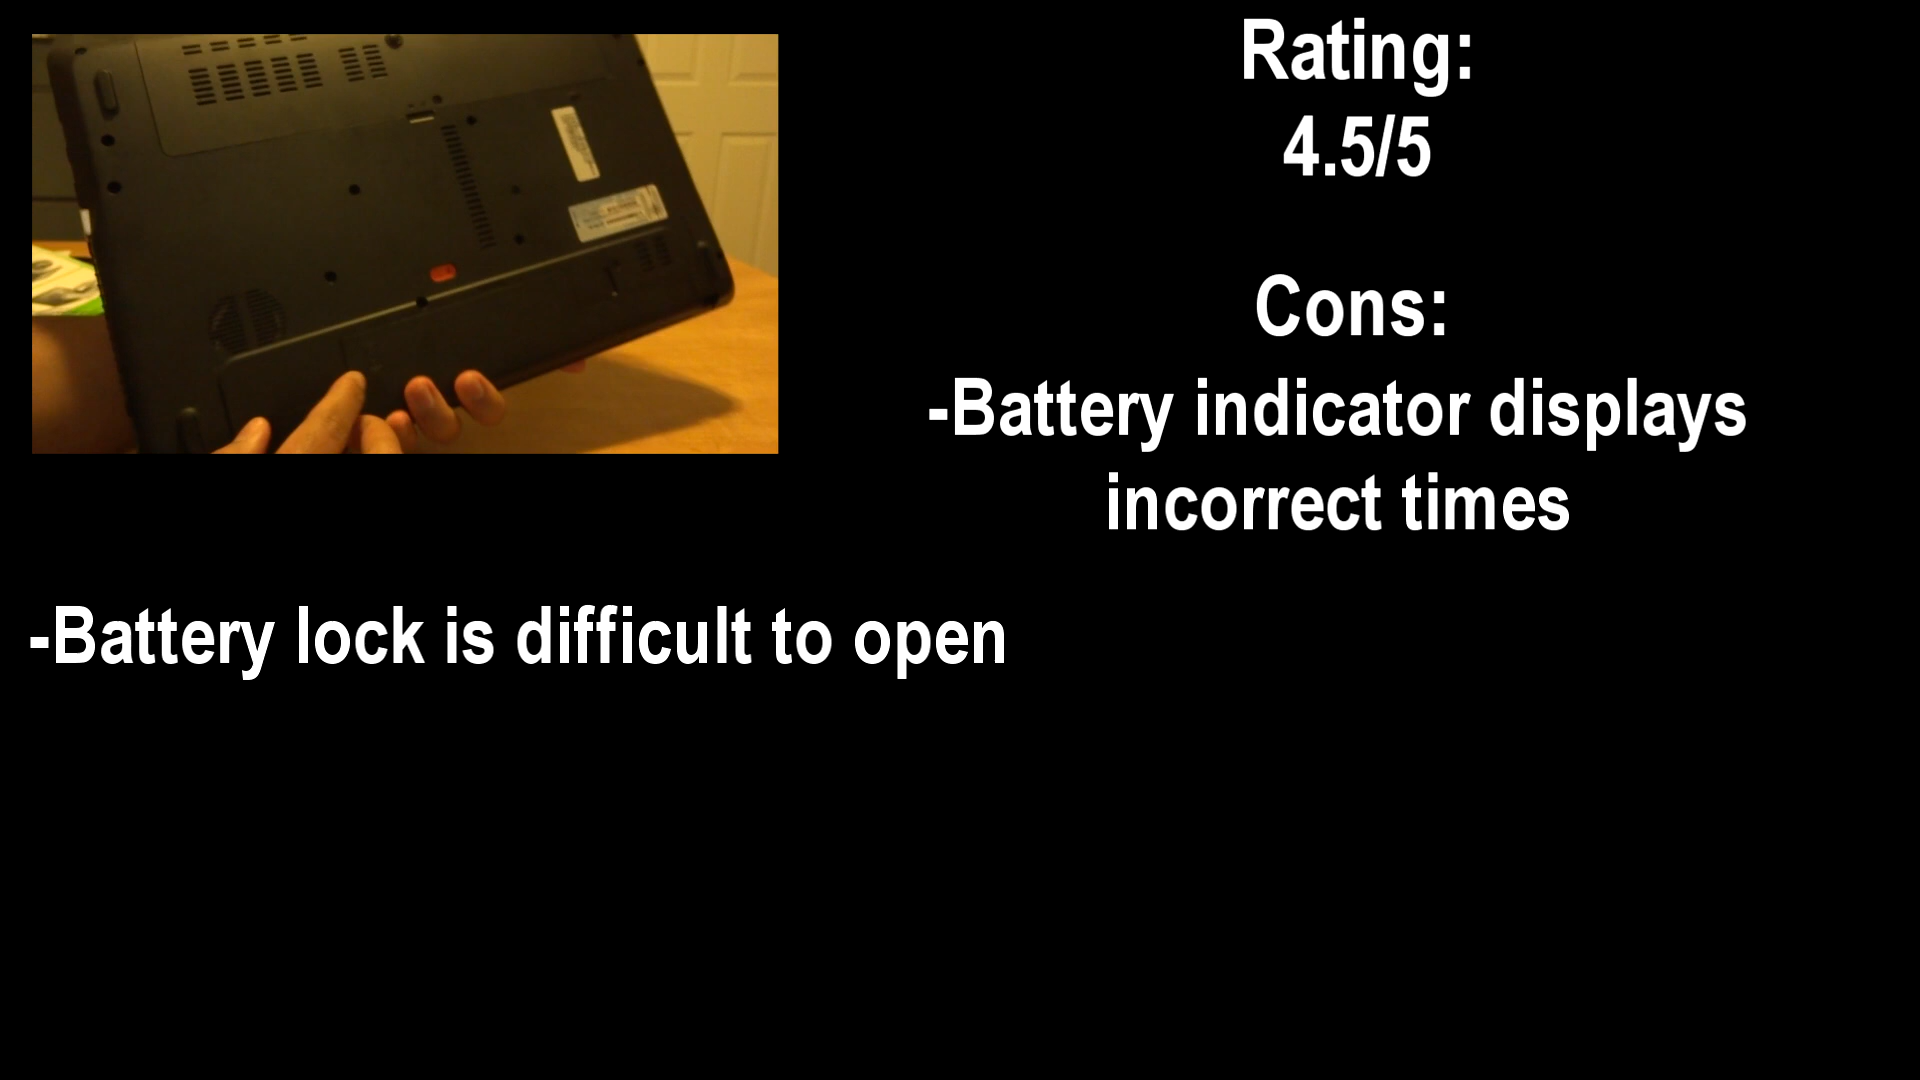 Rating:
4.5/5
Cons:
-Battery indicator displays
incorrect times
-Battery lock is difficult to open